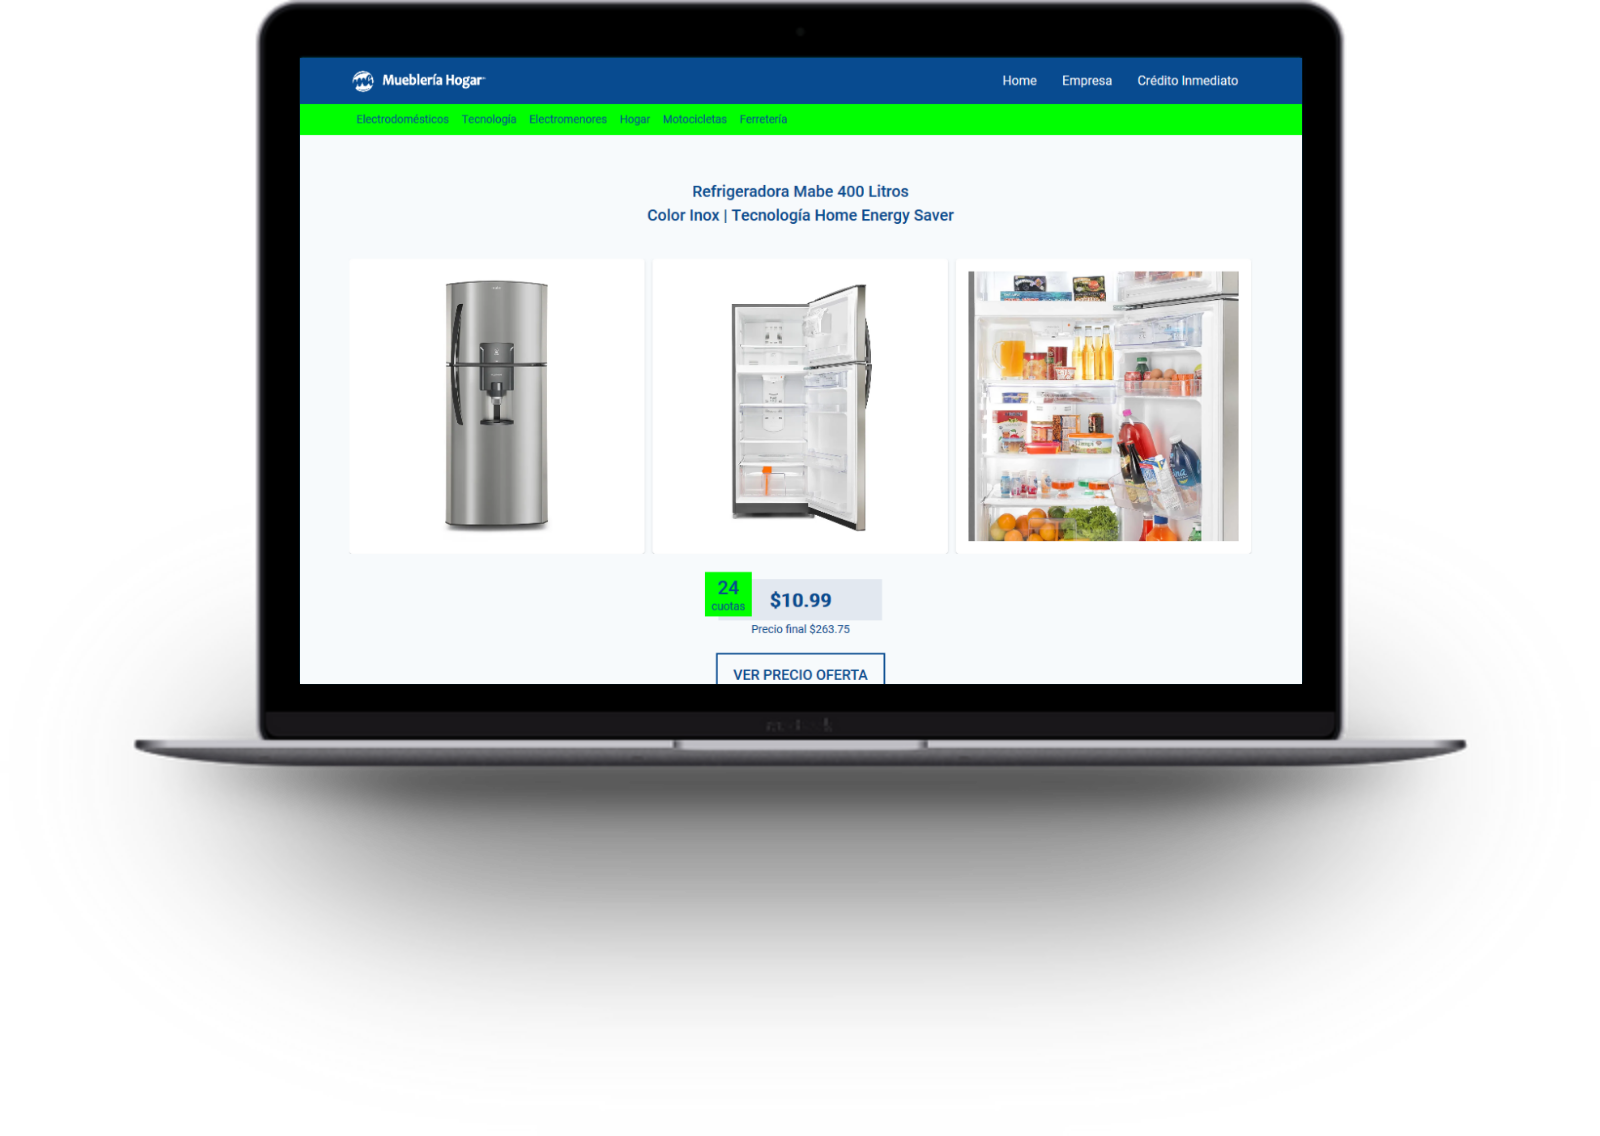 Mueblería Hogar
Home Empresa Crédito Inmediato
Electrodomésticos Tecnología Electromenores Hogar Motocicletas Ferretería
Refrigeradora Mabe 400 Litros
Color Inox | Tecnología Home Energy Saver
24
cuotas
$10.99
Precio final $263.75
VER PRECIO OFERTA